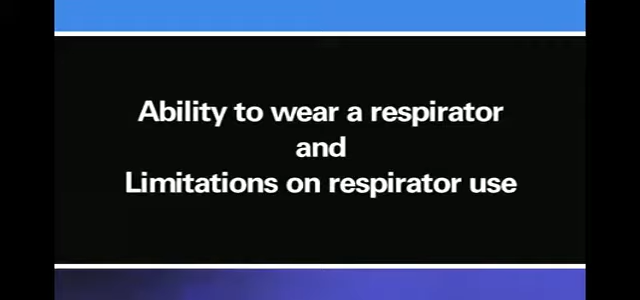 Ability to wear a respirator
and
Limitations on respirator use